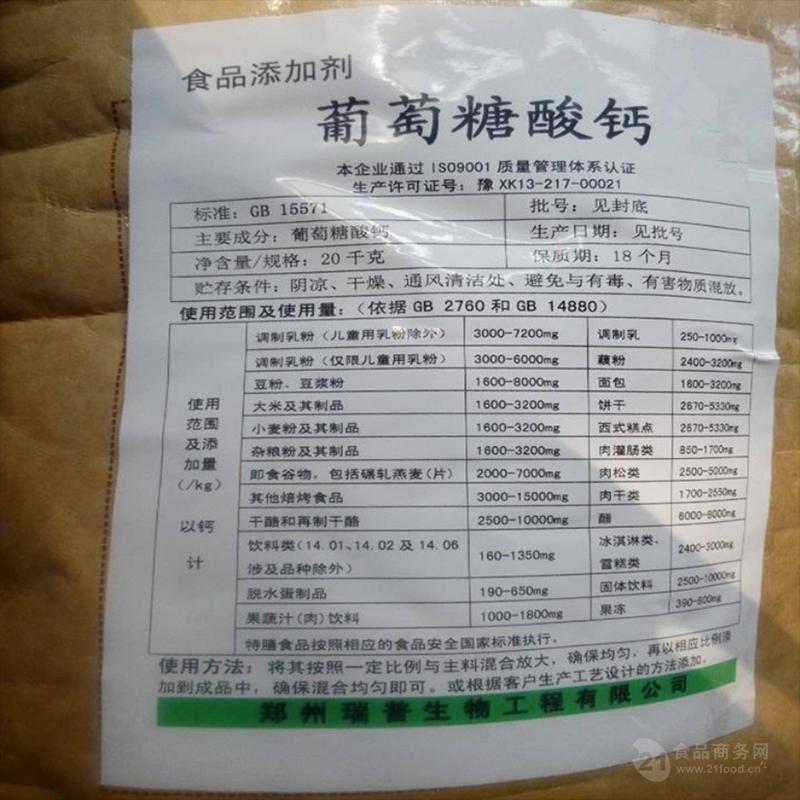 食品添加剂
葡萄糖酸钙
本企业通过 ISO9001 质量管理体系认证
生产许可证号：豫 XK13-217-00021
标准：GB 15571 批号：见封底
主要成分：葡萄糖酸钙 生产日期：见批号
净含量/规格：20 千克 保质期：18 个月
贮存条件：阴凉、干燥、通风清洁处、避免与有毒、有害物质混放。
使用范围及使用量：（依据 GB 2760 和 GB 14880）
使用范围及添加量(/kg) 以钙计
调制乳粉（儿童用乳粉除外） 3000-7200mg 调制乳 250-1000mg
调制乳粉（仅限儿童用乳粉） 3000-6000mg 藕粉 2400-3200mg
豆粉、豆浆粉 1600-8000mg 面包 1600-3200mg
大米及其制品 1600-3200mg 饼干 2670-5330mg
小麦粉及其制品 1600-3200mg 西式糕点 2670-5330mg
杂粮粉及其制品 1600-3200mg 肉灌肠类 850-1700mg
即食谷物，包括碾轧燕麦(片) 2000-7000mg 肉松类 2500-5000mg
其他焙烤食品 3000-15000mg 肉干类 1700-2550mg
干酪和再制干酪 2500-10000mg 醋 6000-8000mg
饮料类（14.01、14.02 及 14.06 涉及品种除外） 160-1350mg 冰淇淋类、雪糕类 2400-3000mg
脱水蛋制品 190-650mg 固体饮料 2500-10000mg
果蔬汁（肉）饮料 1000-1800mg 果冻 390-800mg
特膳食品按照相应的食品安全国家标准执行。
使用方法：将其按照一定比例与主料混合放大，确保均匀，再以相应比例添
加到成品中，确保混合均匀即可。或根据客户生产工艺设计的方法添加。
郑州瑞普生物工程有限公司
21 食品商务网
www.21food.cn